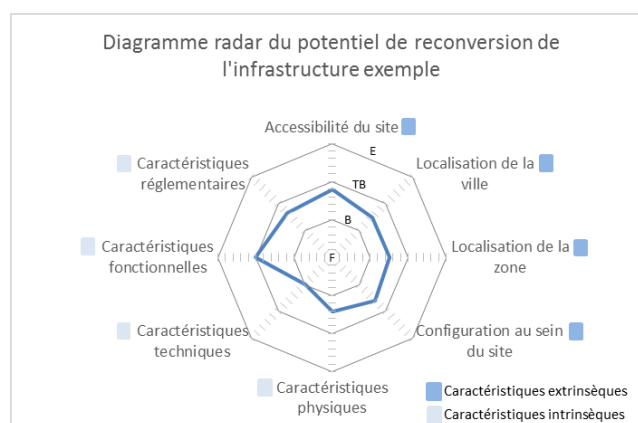 Diagramme radar du potentiel de reconversion de
l'infrastructure exemple
Accessibilité du site
E
Caractéristiques
réglementaires
Localisation de la
ville
TB
B
Caractéristiques
fonctionnelles
F
Localisation de la
zone
Caractéristiques
techniques
Configuration au sein
du site
Caractéristiques
physiques
Caractéristiques extrinsèques
Caractéristiques intrinsèques